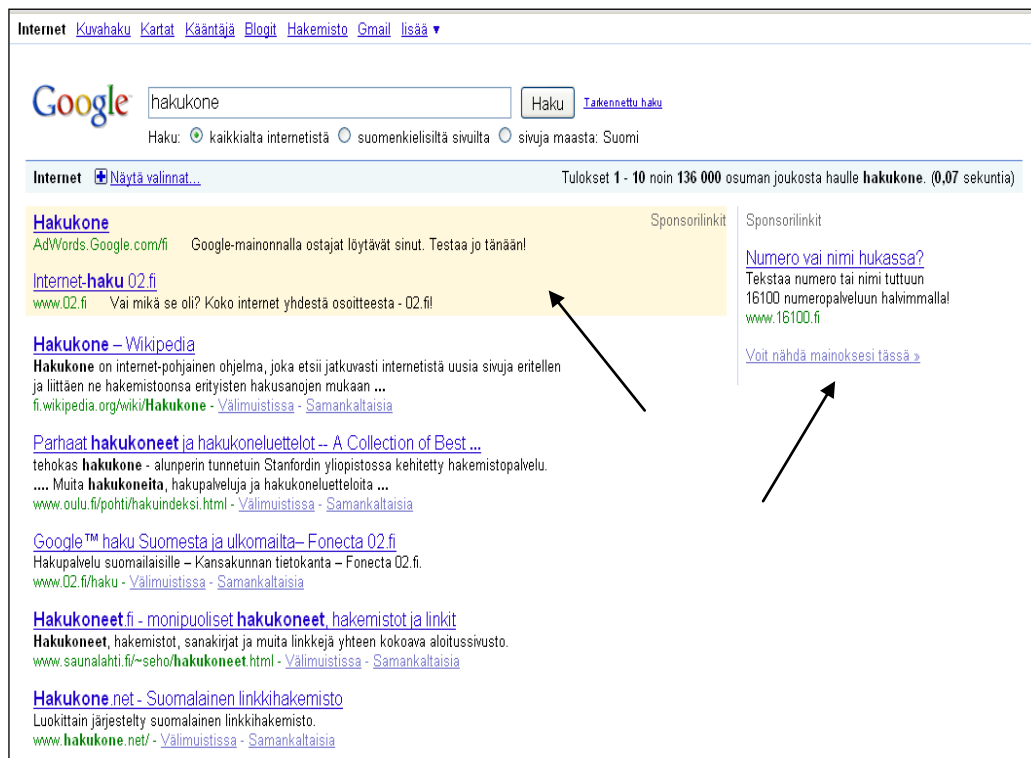 Internet Kuvahaku Kartat Kääntäjä Blogit Hakemisto Gmail lisää ▼
Google hakukone Haku Tarkennettu haku
Haku: kaikkialta internetistä suomenkielisiltä sivuilta sivuja maasta: Suomi
Internet Näytä valinnat... Tulokset 1 - 10 noin 136 000 osuman joukosta haulle hakukone. (0,07 sekuntia)
Hakukone Sponsorilinkit
AdWords.Google.com/fi Google-mainonnalla ostajat löytävät sinut. Testaa jo tänään!
Internet-haku 02.fi
www.02.fi Vai mikä se oli? Koko internet yhdestä osoitteesta - 02.fi!
Sponsorilinkit
Numero vai nimi hukassa?
Tekstaa numero tai nimi tuttuun
16100 numeropalveluun halvimmalla!
www.16100.fi
Voit nähdä mainoksesi tässä »
Hakukone – Wikipedia
Hakukone on internet-pohjainen ohjelma, joka etsii jatkuvasti internetistä uusia sivuja eritellen
ja liittäen ne hakemistoonsa erityisten hakusanojen mukaan ...
fi.wikipedia.org/wiki/Hakukone - Välimuistissa - Samankaltaisia
Parhaat hakukoneet ja hakukoneluettelot -- A Collection of Best ...
tehokas hakukone - alunperin tunnetuin Stanfordin yliopistossa kehitetty hakemistopalvelu.
.... Muita hakukoneita, hakupalveluja ja hakukoneluetteloita ...
www.oulu.fi/pohti/hakuindeksi.html - Välimuistissa - Samankaltaisia
Google™ haku Suomesta ja ulkomailta– Fonecta 02.fi
Hakupalvelu suomailaisille – Kansakunnan tietokanta – Fonecta 02.fi.
www.02.fi/haku - Välimuistissa - Samankaltaisia
Hakukoneet.fi - monipuoliset hakukoneet, hakemistot ja linkit
Hakukoneet, hakemistot, sanakirjat ja muita linkkejä yhteen kokoava aloitussivusto.
www.saunalahti.fi/~seho/hakukoneet.html - Välimuistissa - Samankaltaisia
Hakukone.net - Suomalainen linkkihakemisto
Luokittain järjestelty suomalainen linkkihakemisto.
www.hakukone.net/ - Välimuistissa - Samankaltaisia